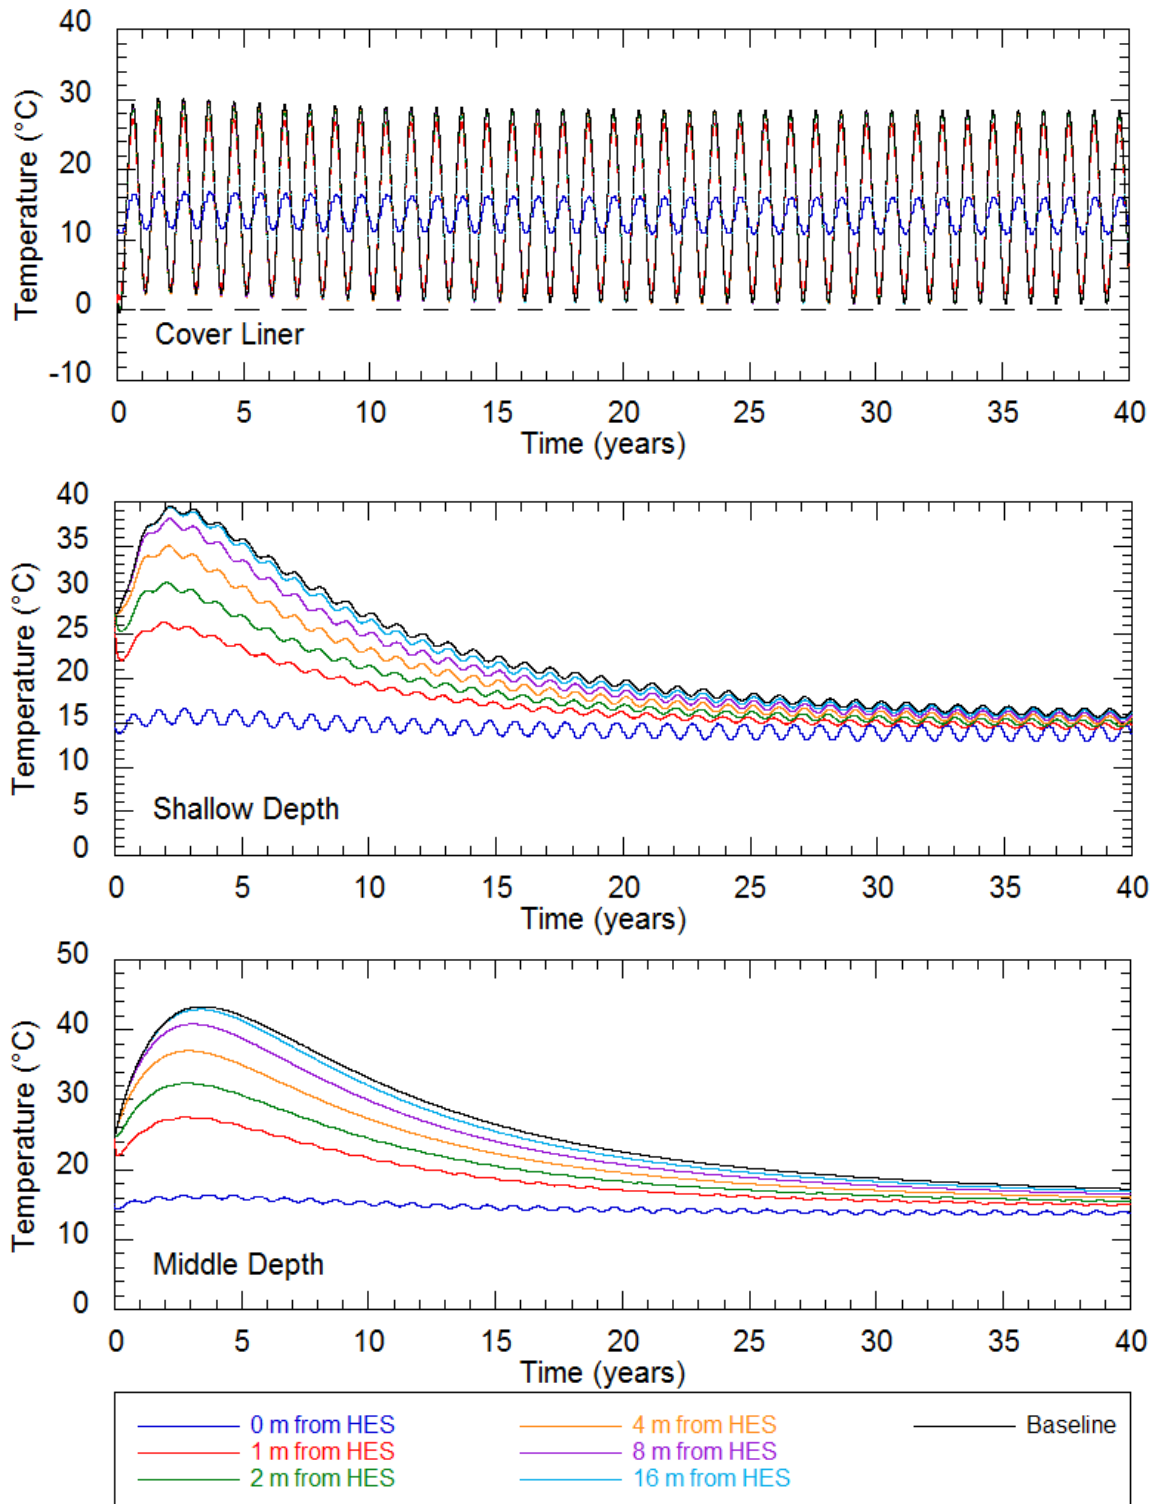 40
30
20
10
0
-10
Temperature (°C)
Cover Liner
0 5 10 15 20 25 30 35 40
Time (years)
40
35
30
25
20
15
10
5
0
Temperature (°C)
Shallow Depth
0 5 10 15 20 25 30 35 40
Time (years)
50
40
30
20
10
0
Temperature (°C)
Middle Depth
0 5 10 15 20 25 30 35 40
Time (years)
0 m from HES 4 m from HES Baseline
1 m from HES 8 m from HES
2 m from HES 16 m from HES